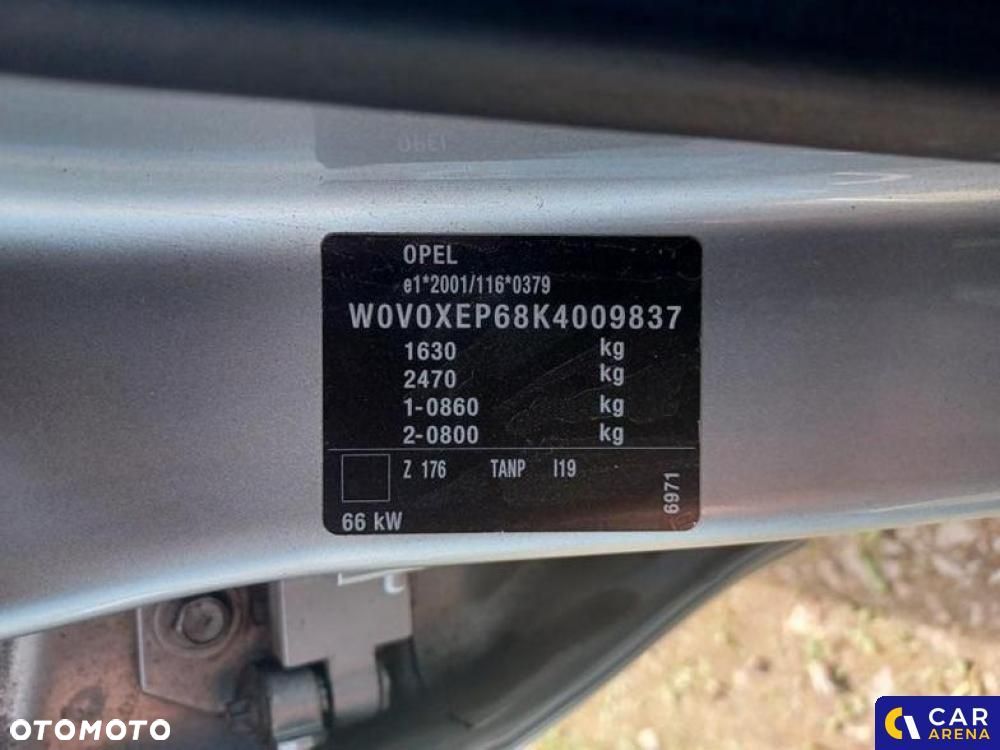 OPEL
e1*2001/116*0379
W0V0XEP68K4009837
1630 kg
2470 kg
1-0860 kg
2-0800 kg
Z 176 TANP I19
6971
66 kW
OTOMOTO
CAR
ARENA